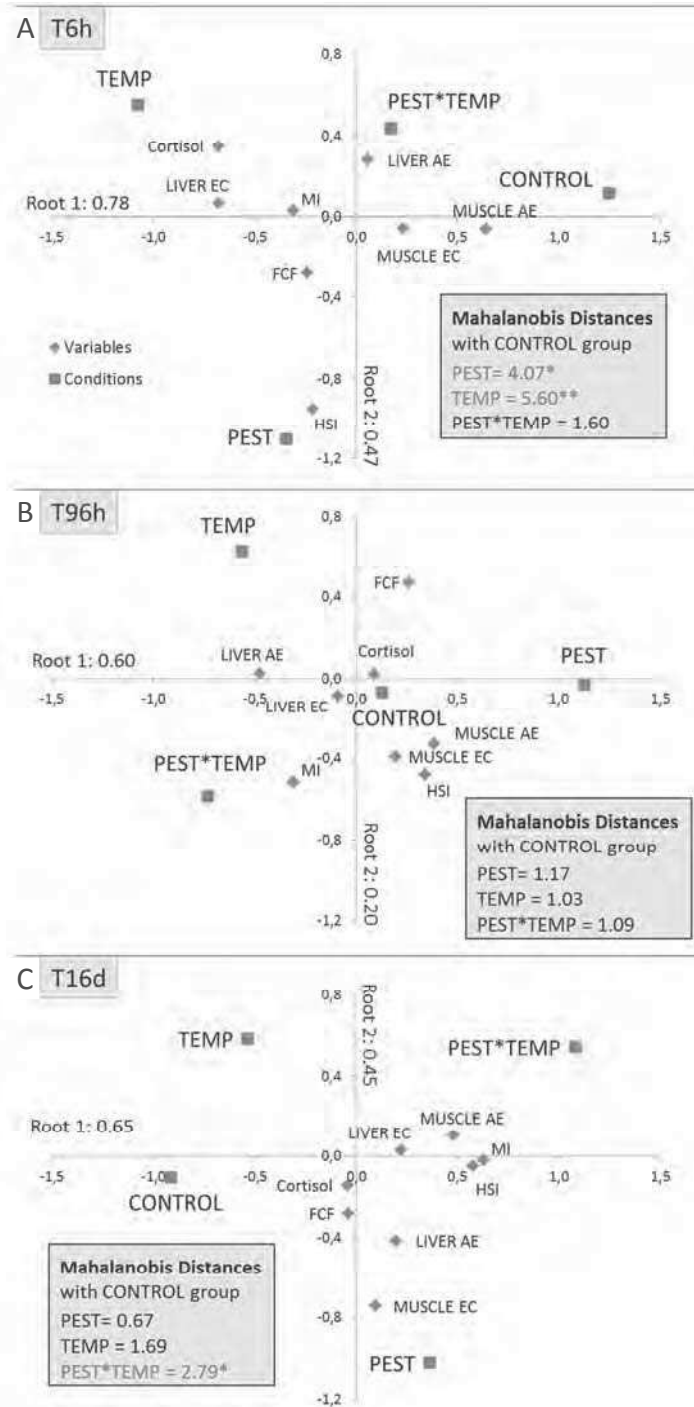 A T6h
0,8
TEMP
PEST*TEMP
0,4
Cortisol
LIVER AE
LIVER EC
CONTROL
Root 1: 0.78
MI
MUSCLE AE
0,0
-1,5 -1,0 -0,5 0,0 0,5 1,0 1,5
MUSCLE EC
FCF
-0,4
Mahalanobis Distances
with CONTROL group
PEST= 4.07*
TEMP = 5.60**
PEST*TEMP = 1.60
Variables
Conditions
-0,8
Root 2: 0.47
HSI
PEST
-1,2
B T96h
0,8
TEMP
FCF
0,4
LIVER AE
Cortisol
PEST
Root 1: 0.60
0,0
-1,5 -1,0 -0,5 0,0 0,5 1,0 1,5
LIVER EC
CONTROL
MUSCLE AE
PEST*TEMP
MI
-0,4
MUSCLE EC
HSI
-0,8
Root 2: 0.20
Mahalanobis Distances
with CONTROL group
PEST= 1.17
TEMP = 1.03
PEST*TEMP = 1.09
-1,2
C T16d
0,8
Root 2: 0.45
TEMP
PEST*TEMP
0,4
MUSCLE AE
LIVER EC
MI
Root 1: 0.65
0,0
-1,5 -1,0 -0,5 0,0 0,5 1,0 1,5
CONTROL
Cortisol
HSI
FCF
-0,4
LIVER AE
Mahalanobis Distances
with CONTROL group
PEST= 0.67
TEMP = 1.69
PEST*TEMP = 2.79*
-0,8
MUSCLE EC
PEST
-1,2